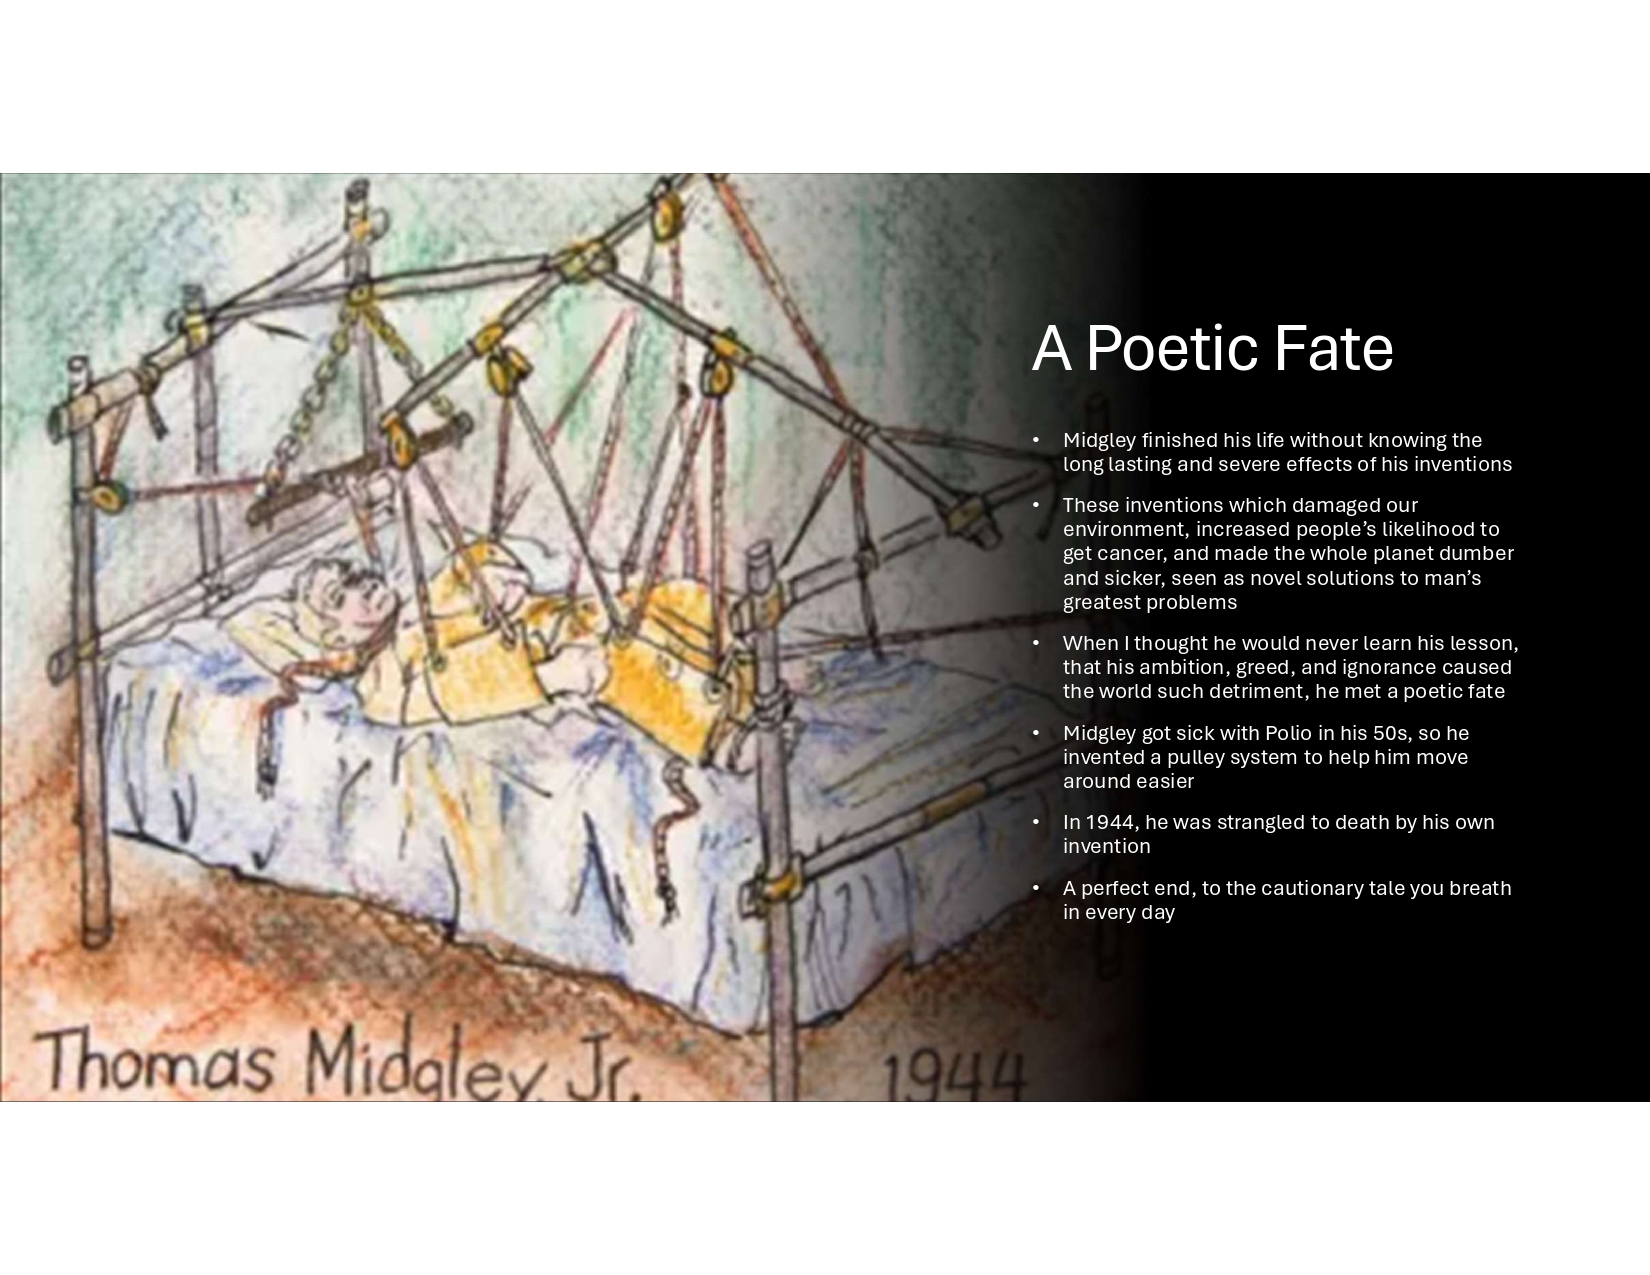 A Poetic Fate
• Midgley finished his life without knowing the
long lasting and severe effects of his inventions
• These inventions which damaged our
environment, increased people’s likelihood to
get cancer, and made the whole planet dumber
and sicker, seen as novel solutions to man’s
greatest problems
• When I thought he would never learn his lesson,
that his ambition, greed, and ignorance caused
the world such detriment, he met a poetic fate
• Midgley got sick with Polio in his 50s, so he
invented a pulley system to help him move
around easier
• In 1944, he was strangled to death by his own
invention
• A perfect end, to the cautionary tale you breath
in every day
Thomas Midgley Jr. 1944